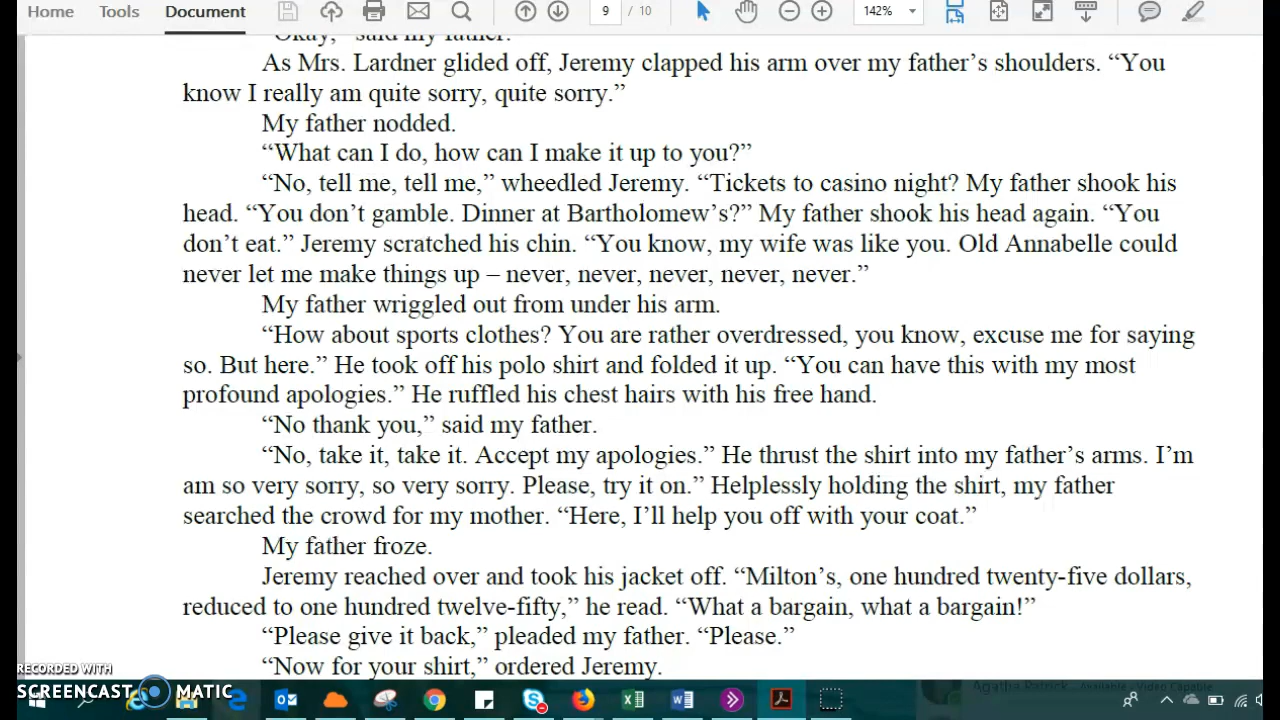 Home Tools Document 9 / 10 142%
"Okay," said my father.
As Mrs. Lardner glided off, Jeremy clapped his arm over my father's shoulders. "You
know I really am quite sorry, quite sorry."
My father nodded.
"What can I do, how can I make it up to you?"
"No, tell me, tell me," wheedled Jeremy. "Tickets to casino night? My father shook his
head. "You don't gamble. Dinner at Bartholomew's?" My father shook his head again. "You
don't eat." Jeremy scratched his chin. "You know, my wife was like you. Old Annabelle could
never let me make things up – never, never, never, never, never."
My father wriggled out from under his arm.
"How about sports clothes? You are rather overdressed, you know, excuse me for saying
so. But here." He took off his polo shirt and folded it up. "You can have this with my most
profound apologies." He ruffled his chest hairs with his free hand.
"No thank you," said my father.
"No, take it, take it. Accept my apologies." He thrust the shirt into my father's arms. I'm
am so very sorry, so very sorry. Please, try it on." Helplessly holding the shirt, my father
searched the crowd for my mother. "Here, I'll help you off with your coat."
My father froze.
Jeremy reached over and took his jacket off. "Milton's, one hundred twenty-five dollars,
reduced to one hundred twelve-fifty," he read. "What a bargain, what a bargain!"
"Please give it back," pleaded my father. "Please."
"Now for your shirt," ordered Jeremy.
RECORDED WITH
SCREENCAST MATIC